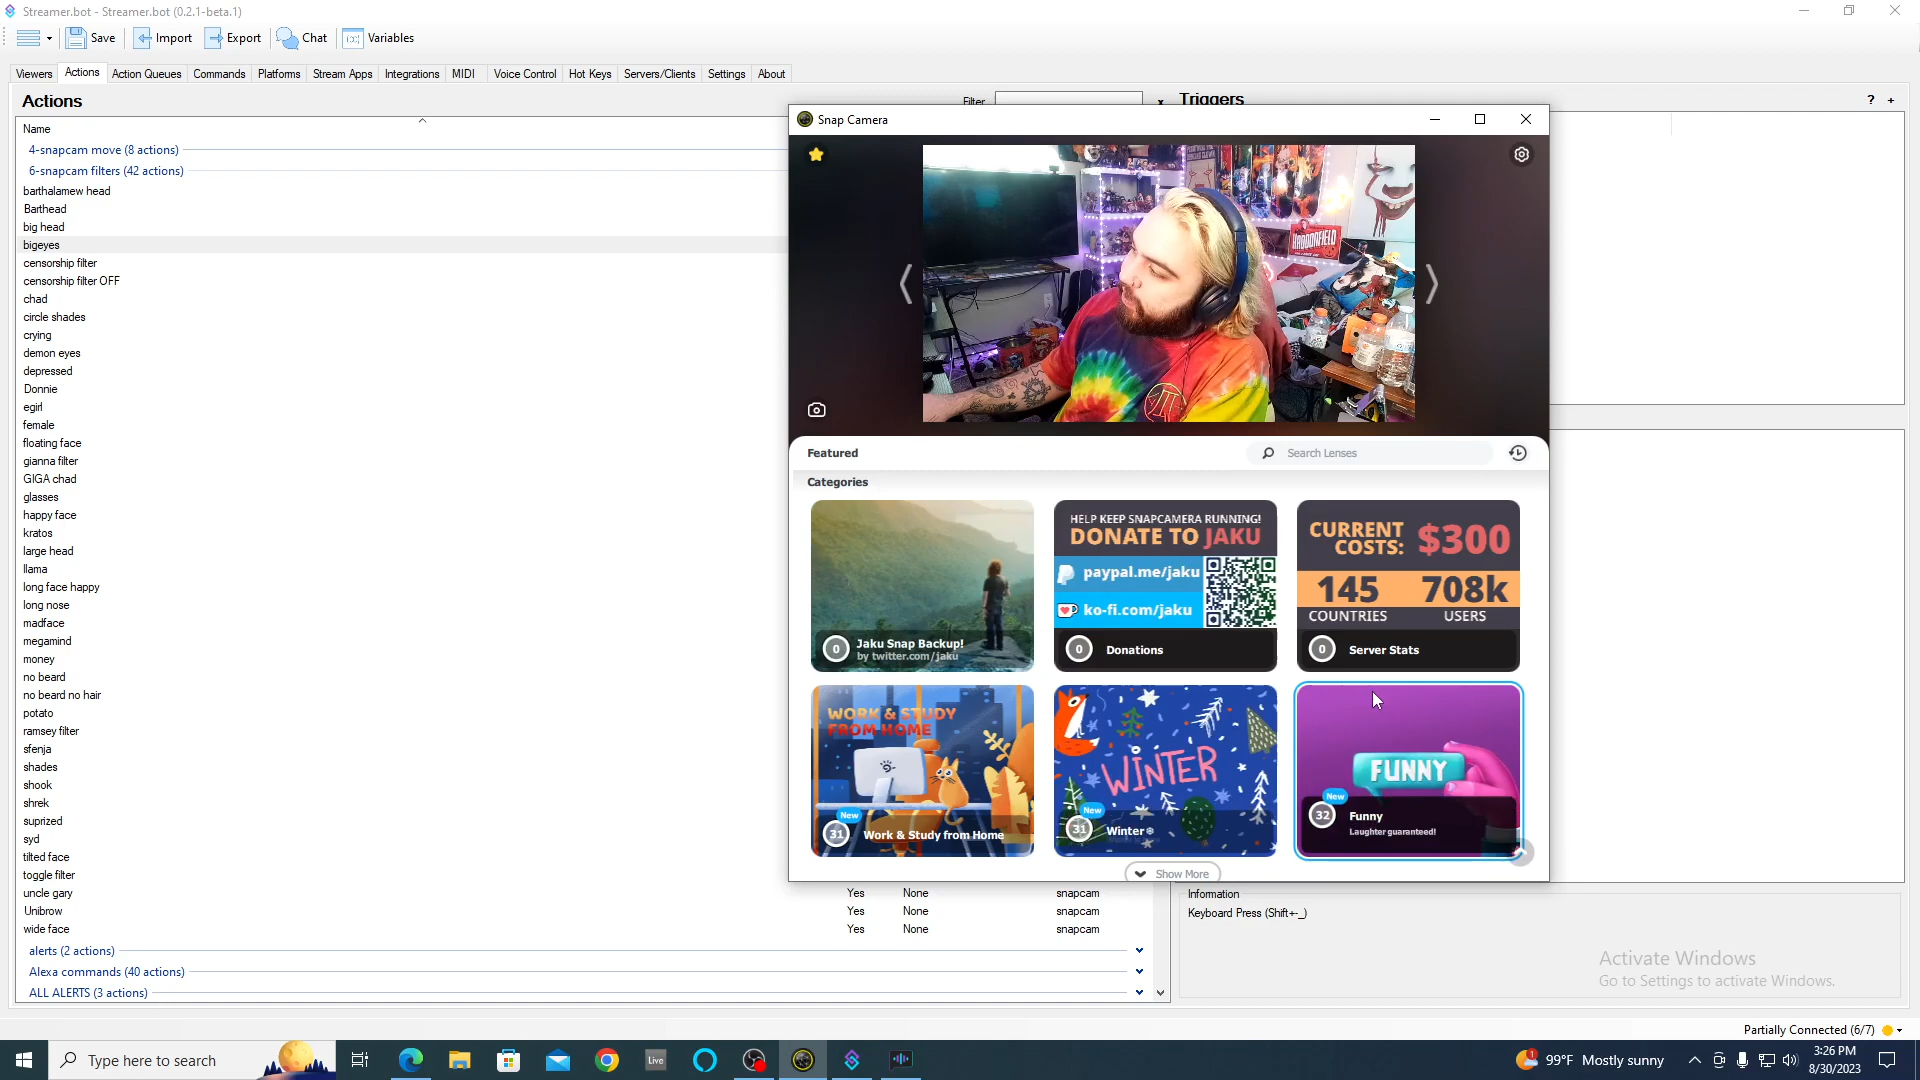 Streamer.bot - Streamer.bot (0.2.1-beta.1)
Save
Import
Export
Chat
Variables
Viewers
Actions
Action Queues
Commands
Platforms
Stream Apps
Integrations
MIDI
Voice Control
Hot Keys
Servers/Clients
Settings
About
Actions
Filter
x
Triggers
? +
Name
4-snapcam move (8 actions)
6-snapcam filters (42 actions)
barthalamew head
Barthead
big head
bigeyes
censorship filter
censorship filter OFF
chad
circle shades
crying
demon eyes
depressed
Donnie
egirl
female
floating face
gianna filter
GIGA chad
glasses
happy face
kratos
large head
llama
long face happy
long nose
madface
megamind
money
no beard
no beard no hair
potato
ramsey filter
sfenja
shades
shook
shrek
suprized
syd
tilted face
toggle filter
uncle gary Yes None snapcam
Unibrow Yes None snapcam
wide face Yes None snapcam
alerts (2 actions)
Alexa commands (40 actions)
ALL ALERTS (3 actions)
Snap Camera
HADDONFIELD
Featured
Search Lenses
Categories
0
Jaku Snap Backup!
by twitter.com/jaku
HELP KEEP SNAPCAMERA RUNNING!
DONATE TO JAKU
paypal.me/jaku
ko-fi.com/jaku
0
Donations
CURRENT
COSTS:
$300
145
COUNTRIES
708k
USERS
0
Server Stats
WORK & STUDY
FROM HOME
New
31
Work & Study from Home
WINTER
New
31
Winter
FUNNY
New
32
Funny
Laughter guaranteed!
Show More
Information
Keyboard Press (Shift+-_)
Activate Windows
Go to Settings to activate Windows.
Partially Connected (6/7)
Type here to search
Live
1
99°F Mostly sunny
3:26 PM
8/30/2023